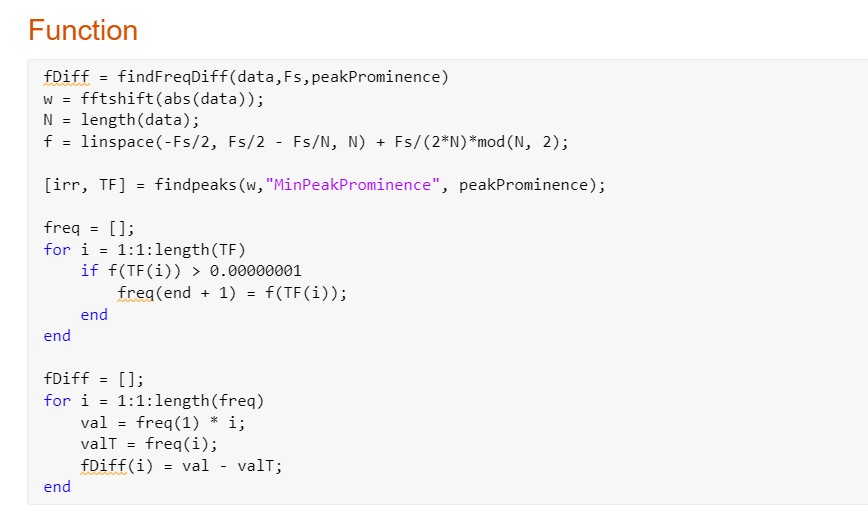 Function
fDiff = findFreqDiff(data,Fs,peakProminence)
w = fftshift(abs(data));
N = length(data);
f = linspace(-Fs/2, Fs/2 - Fs/N, N) + Fs/(2*N)*mod(N, 2);
[irr, TF] = findpeaks(w,"MinPeakProminence", peakProminence);
freq = [];
for i = 1:1:length(TF)
    if f(TF(i)) > 0.00000001
        freq(end + 1) = f(TF(i));
    end
end
fDiff = [];
for i = 1:1:length(freq)
    val = freq(1) * i;
    valT = freq(i);
    fDiff(i) = val - valT;
end